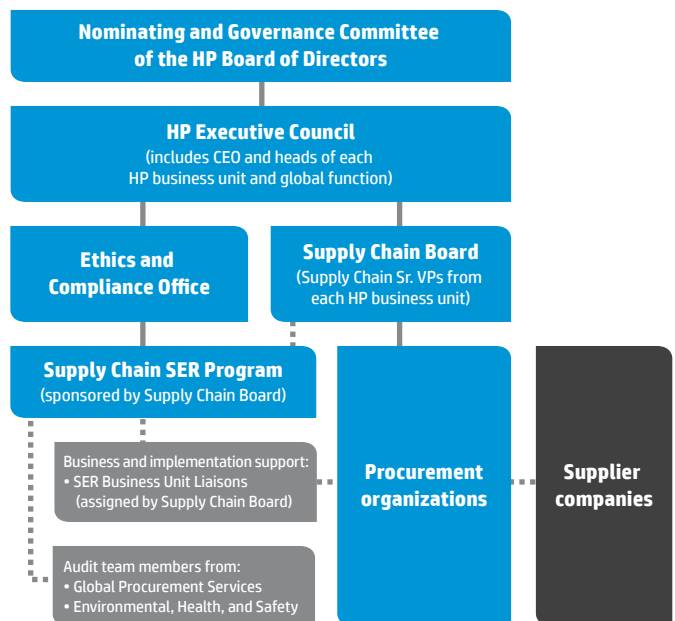 Nominating and Governance Committee
of the HP Board of Directors
HP Executive Council
(includes CEO and heads of each
HP business unit and global function)
Ethics and
Compliance Office
Supply Chain Board
(Supply Chain Sr. VPs from
each HP business unit)
Supply Chain SER Program
(sponsored by Supply Chain Board)
Business and implementation support:
• SER Business Unit Liaisons
(assigned by Supply Chain Board)
Procurement
organizations
Supplier
companies
Audit team members from:
• Global Procurement Services
• Environmental, Health, and Safety